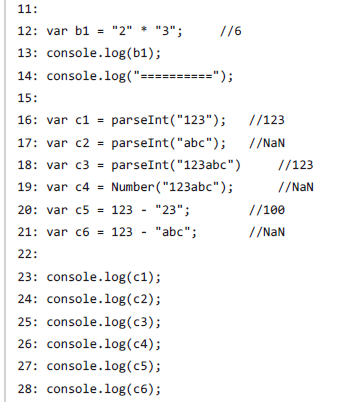 11:
12: var b1 = "2" * "3";     //6
13: console.log(b1);
14: console.log("==========");
15:
16: var c1 = parseInt("123");   //123
17: var c2 = parseInt("abc");   //NaN
18: var c3 = parseInt("123abc")     //123
19: var c4 = Number("123abc");      //NaN
20: var c5 = 123 - "23";        //100
21: var c6 = 123 - "abc";       //NaN
22:
23: console.log(c1);
24: console.log(c2);
25: console.log(c3);
26: console.log(c4);
27: console.log(c5);
28: console.log(c6);